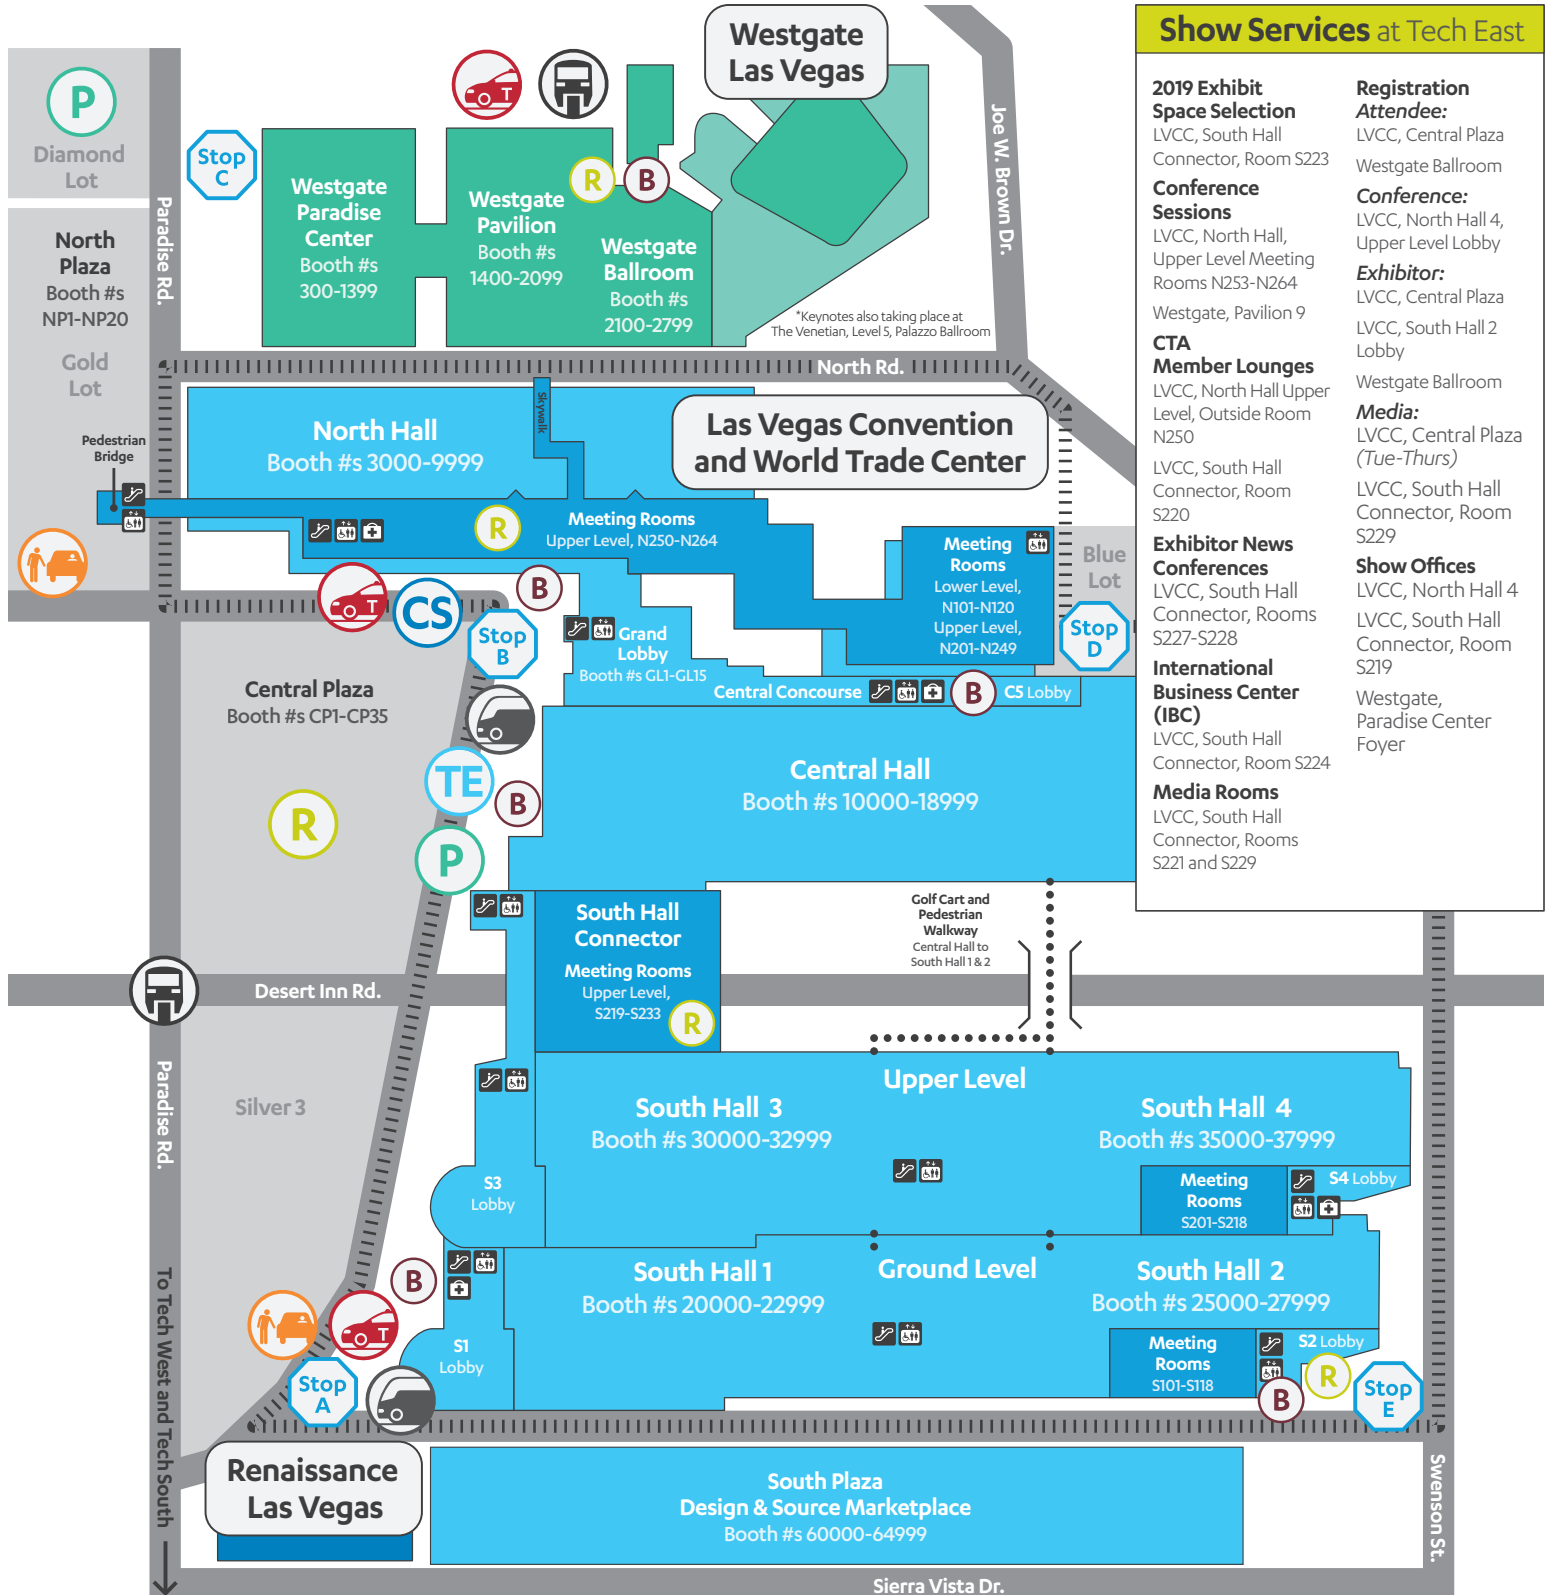 Westgate
Las Vegas
P
Diamond
Lot
North
Plaza
Booth #s
NP1-NP20
Gold
Lot
Pedestrian
Bridge
Paradise Rd.
Stop
C
T
Westgate
Paradise
Center
Booth #s
300-1399
Westgate
Pavilion
Booth #s
1400-2099
R
B
Westgate
Ballroom
Booth #s
2100-2799
*Keynotes also taking place at
The Venetian, Level 5, Palazzo Ballroom
Joe W. Brown Dr.
North Rd.
North Hall
Booth #s 3000-9999
Skywalk
Las Vegas Convention
and World Trade Center
R
Meeting Rooms
Upper Level, N250-N264
Meeting
Rooms
Lower Level,
N101-N120
Upper Level,
N201-N249
Blue
Lot
Stop
D
T
CS
B
Stop
B
Grand
Lobby
Booth #s GL1-GL15
Central Concourse
B
C5 Lobby
Central Plaza
Booth #s CP1-CP35
TE
B
R
P
Central Hall
Booth #s 10000-18999
South Hall
Connector
Meeting Rooms
Upper Level,
S219-S233
R
Golf Cart and
Pedestrian
Walkway
Central Hall to
South Hall 1 & 2
Desert Inn Rd.
Paradise Rd.
Silver 3
Upper Level
South Hall 3
Booth #s 30000-32999
South Hall 4
Booth #s 35000-37999
S3
Lobby
Meeting
Rooms
S201-S218
S4 Lobby
B
South Hall 1
Booth #s 20000-22999
Ground Level
South Hall 2
Booth #s 25000-27999
T
S1
Lobby
Stop
A
Meeting
Rooms
S101-S118
S2 Lobby
R
B
Stop
E
To Tech West and Tech South
Renaissance
Las Vegas
South Plaza
Design & Source Marketplace
Booth #s 60000-64999
Swenson St.
Sierra Vista Dr.
Show Services at Tech East
2019 Exhibit
Space Selection
LVCC, South Hall
Connector, Room S223
Conference
Sessions
LVCC, North Hall,
Upper Level Meeting
Rooms N253-N264
Westgate, Pavilion 9
CTA
Member Lounges
LVCC, North Hall Upper
Level, Outside Room
N250
LVCC, South Hall
Connector, Room
S220
Exhibitor News
Conferences
LVCC, South Hall
Connector, Rooms
S227-S228
International
Business Center
(IBC)
LVCC, South Hall
Connector, Room S224
Media Rooms
LVCC, South Hall
Connector, Rooms
S221 and S229
Registration
Attendee:
LVCC, Central Plaza
Westgate Ballroom
Conference:
LVCC, North Hall 4,
Upper Level Lobby
Exhibitor:
LVCC, Central Plaza
LVCC, South Hall 2
Lobby
Westgate Ballroom
Media:
LVCC, Central Plaza
(Tue-Thurs)
LVCC, South Hall
Connector, Room
S229
Show Offices
LVCC, North Hall 4
LVCC, South Hall
Connector, Room
S219
Westgate,
Paradise Center
Foyer